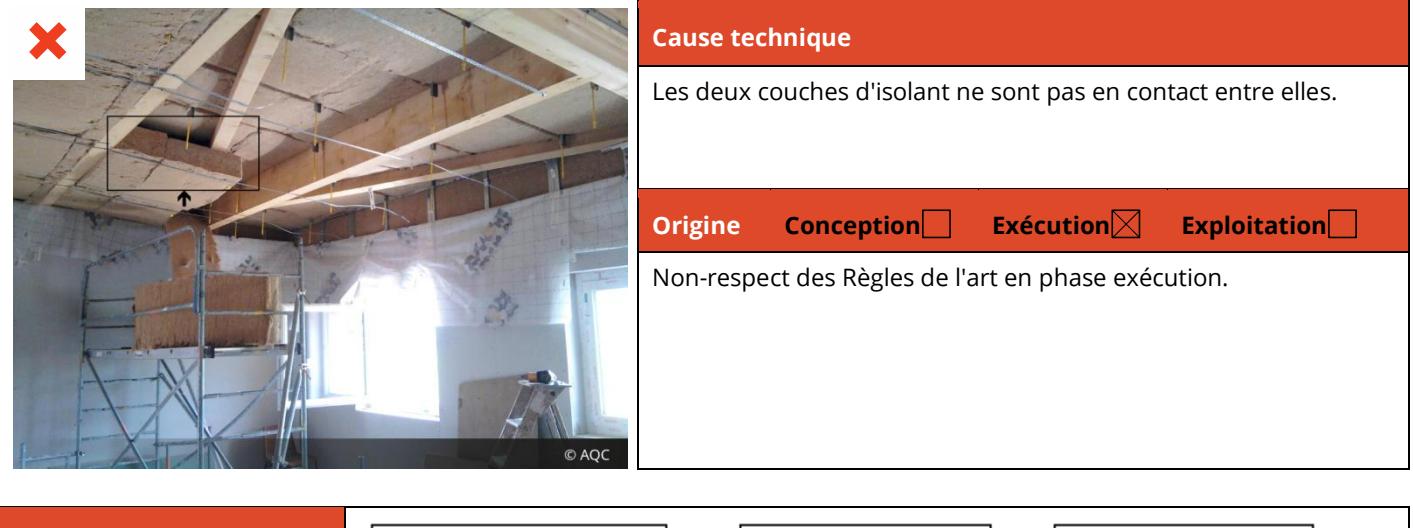 Cause technique
Les deux couches d'isolant ne sont pas en contact entre elles.
Origine Conception Exécution Exploitation
Non-respect des Règles de l'art en phase exécution.
© AQC